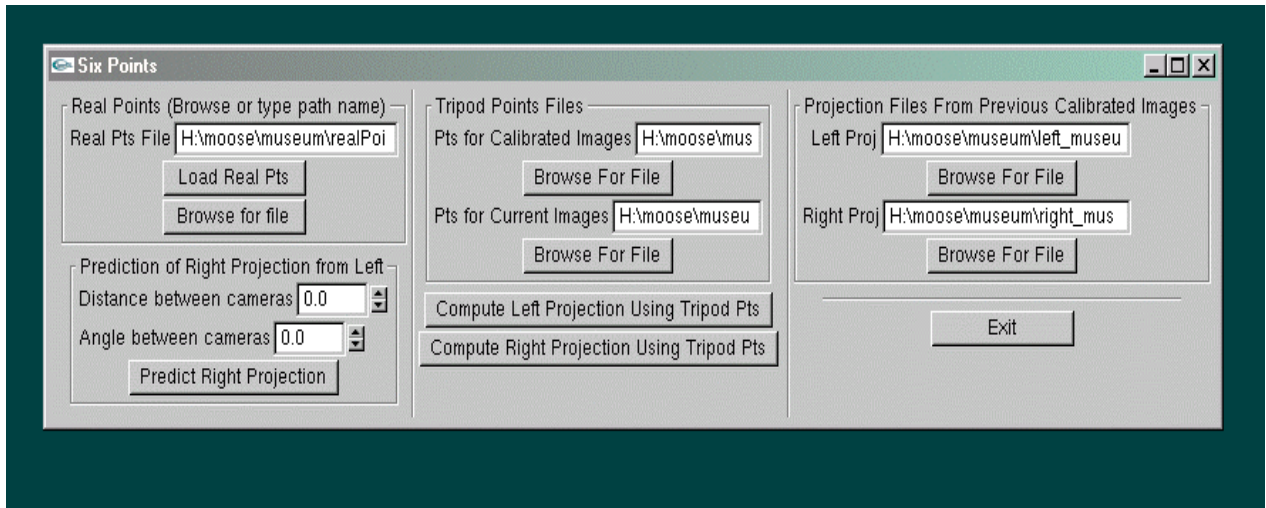 Six Points
Real Points (Browse or type path name)
Real Pts File H:\moose\museum\realPoi
Load Real Pts
Browse for file
Prediction of Right Projection from Left
Distance between cameras 0.0
Angle between cameras 0.0
Predict Right Projection
Tripod Points Files
Pts for Calibrated Images H:\moose\mus
Browse For File
Pts for Current Images H:\moose\museu
Browse For File
Compute Left Projection Using Tripod Pts
Compute Right Projection Using Tripod Pts
Projection Files From Previous Calibrated Images
Left Proj H:\moose\museum\left_museu
Browse For File
Right Proj H:\moose\museum\right_mus
Browse For File
Exit